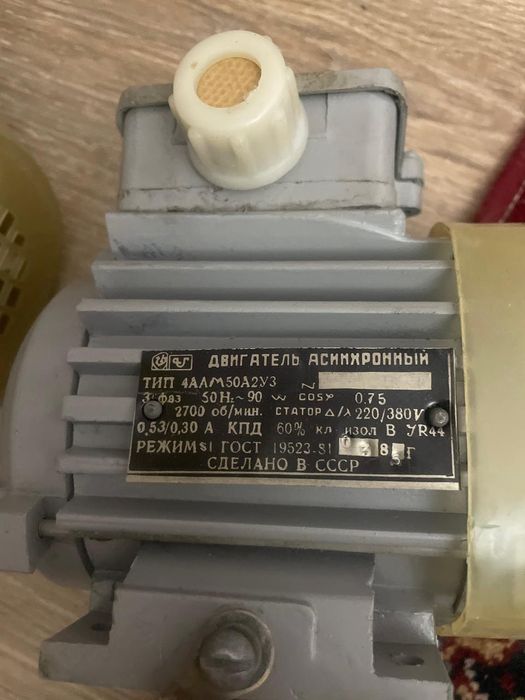 ДВИГАТЕЛЬ АСИНХРОННЫЙ
ТИП 4ААМ50А2У3 N
3 фаз 50Hz ~ 90 w cosφ 0.75
2700 об/мин. СТАТОР Δ/⅄ 220/380V
0,53/0,30 А КПД 60% кл. изол В УR44
РЕЖИМ S1 ГОСТ 19523-81 8 Г
СДЕЛАНО В СССР